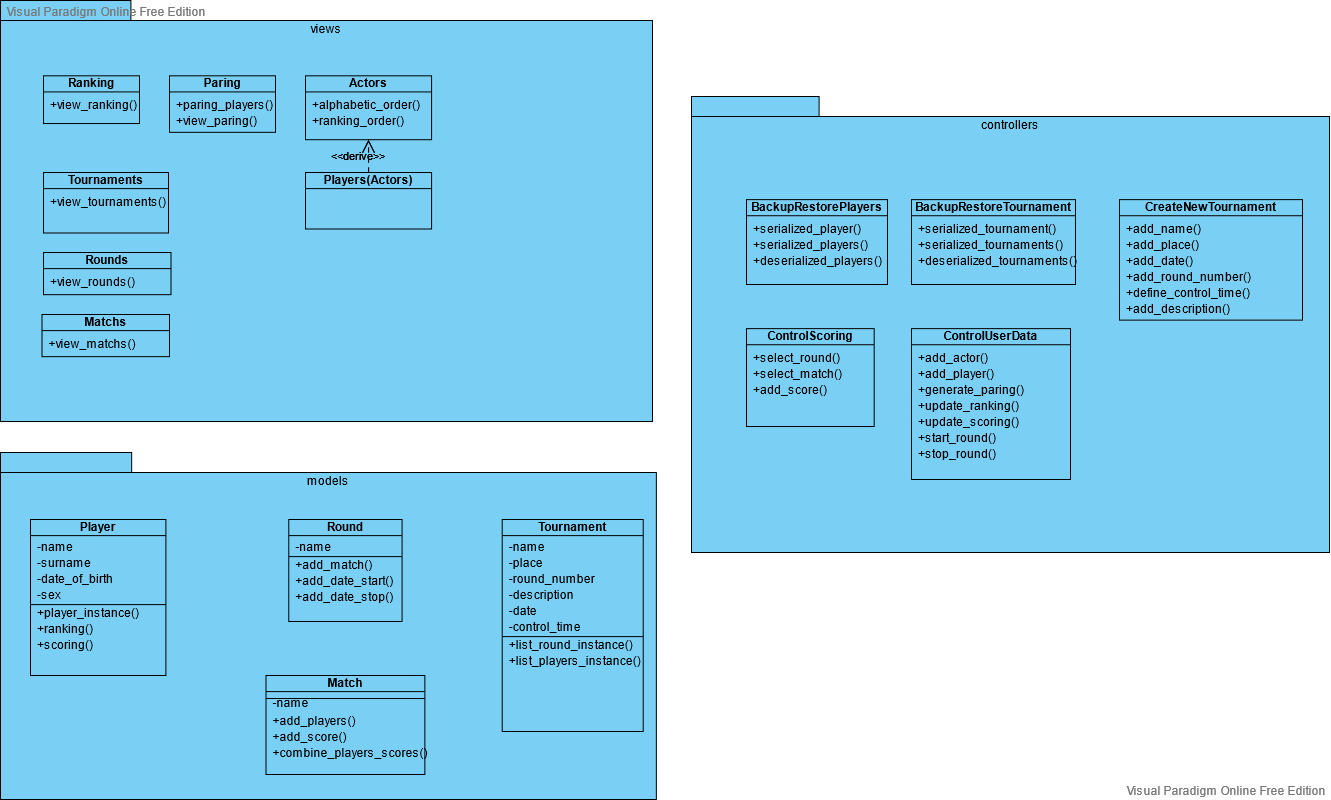 Visual Paradigm Online Free Edition
views
Ranking
+view_ranking()
Paring
+paring_players()
+view_paring()
Actors
+alphabetic_order()
+ranking_order()
<<derive>>
Players(Actors)
Tournaments
+view_tournaments()
Rounds
+view_rounds()
Matchs
+view_matchs()
controllers
BackupRestorePlayers
+serialized_player()
+serialized_players()
+deserialized_players()
BackupRestoreTournament
+serialized_tournament()
+serialized_tournaments()
+deserialized_tournaments()
CreateNewTournament
+add_name()
+add_place()
+add_date()
+add_round_number()
+define_control_time()
+add_description()
ControlScoring
+select_round()
+select_match()
+add_score()
ControlUserData
+add_actor()
+add_player()
+generate_paring()
+update_ranking()
+update_scoring()
+start_round()
+stop_round()
models
Player
-name
-surname
-date_of_birth
-sex
+player_instance()
+ranking()
+scoring()
Round
-name
+add_match()
+add_date_start()
+add_date_stop()
Tournament
-name
-place
-round_number
-description
-date
-control_time
+list_round_instance()
+list_players_instance()
Match
-name
+add_players()
+add_score()
+combine_players_scores()
Visual Paradigm Online Free Edition